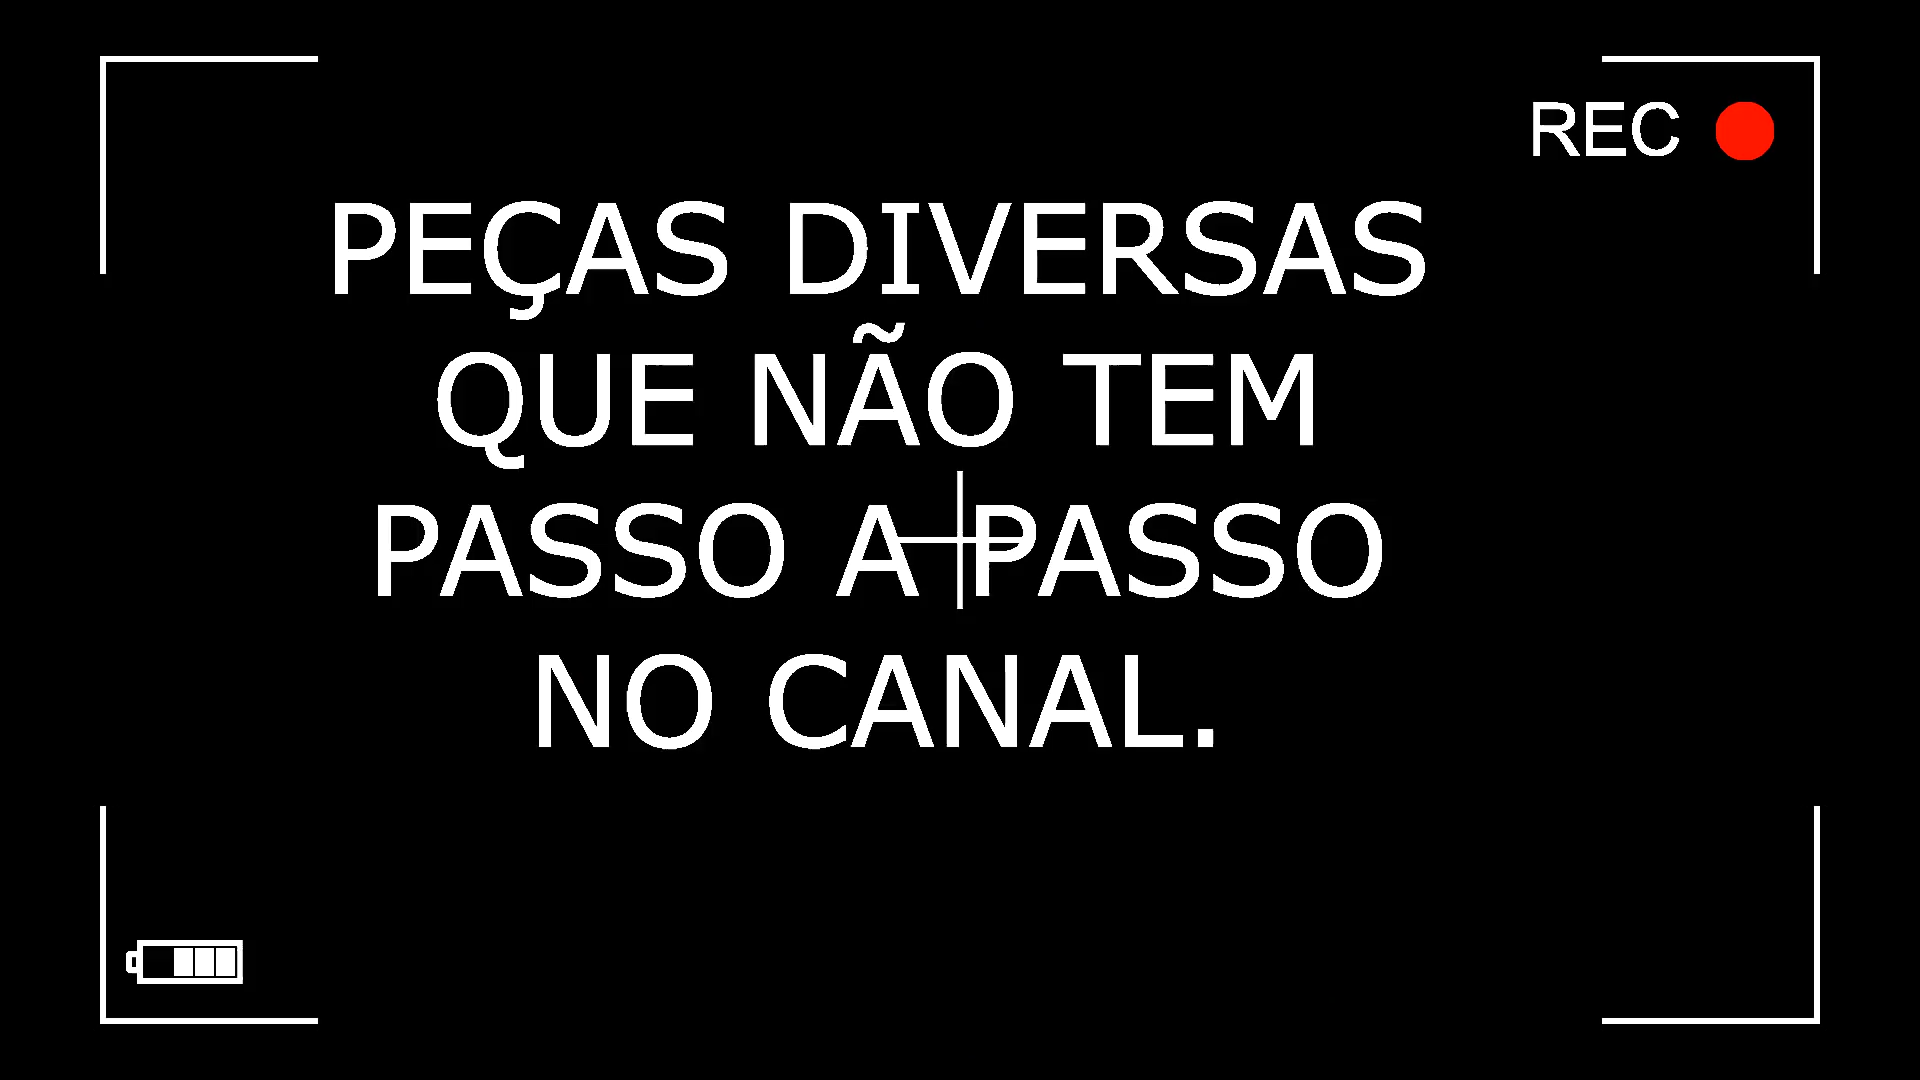 REC
PEÇAS DIVERSAS
QUE NÃO TEM
PASSO A PASSO
NO CANAL.